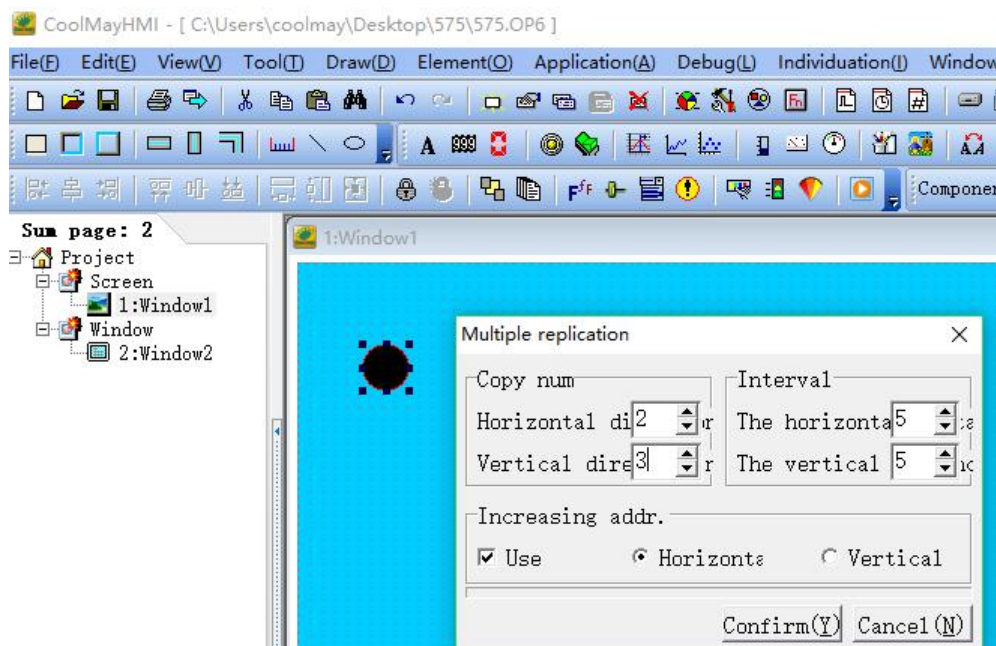 CoolMayHMI - [ C:\Users\coolmay\Desktop\575\575.OP6 ]
File(F) Edit(E) View(V) Tool(T) Draw(D) Element(O) Application(A) Debug(L) Individuation(I) Window
Componen
Sum page: 2
Project
Screen
1:Window1
Window
2:Window2
1:Window1
Multiple replication
Copy num
Horizontal di 2
Vertical dire 3
Interval
The horizonta 5
The vertical 5
Increasing addr.
Use Horizonta Vertical
Confirm(Y) Cancel(N)